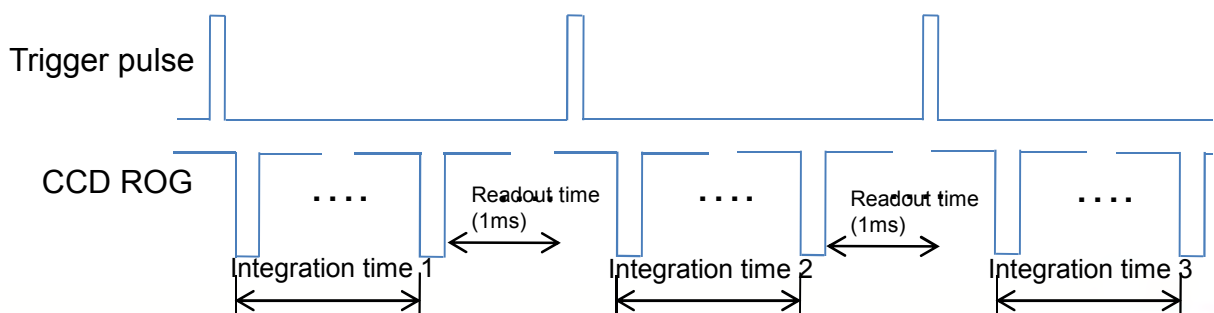 Trigger pulse
CCD ROG
....
Readout time
(1ms)
....
....
Readout time
(1ms)
....
....
Integration time 1
Integration time 2
Integration time 3